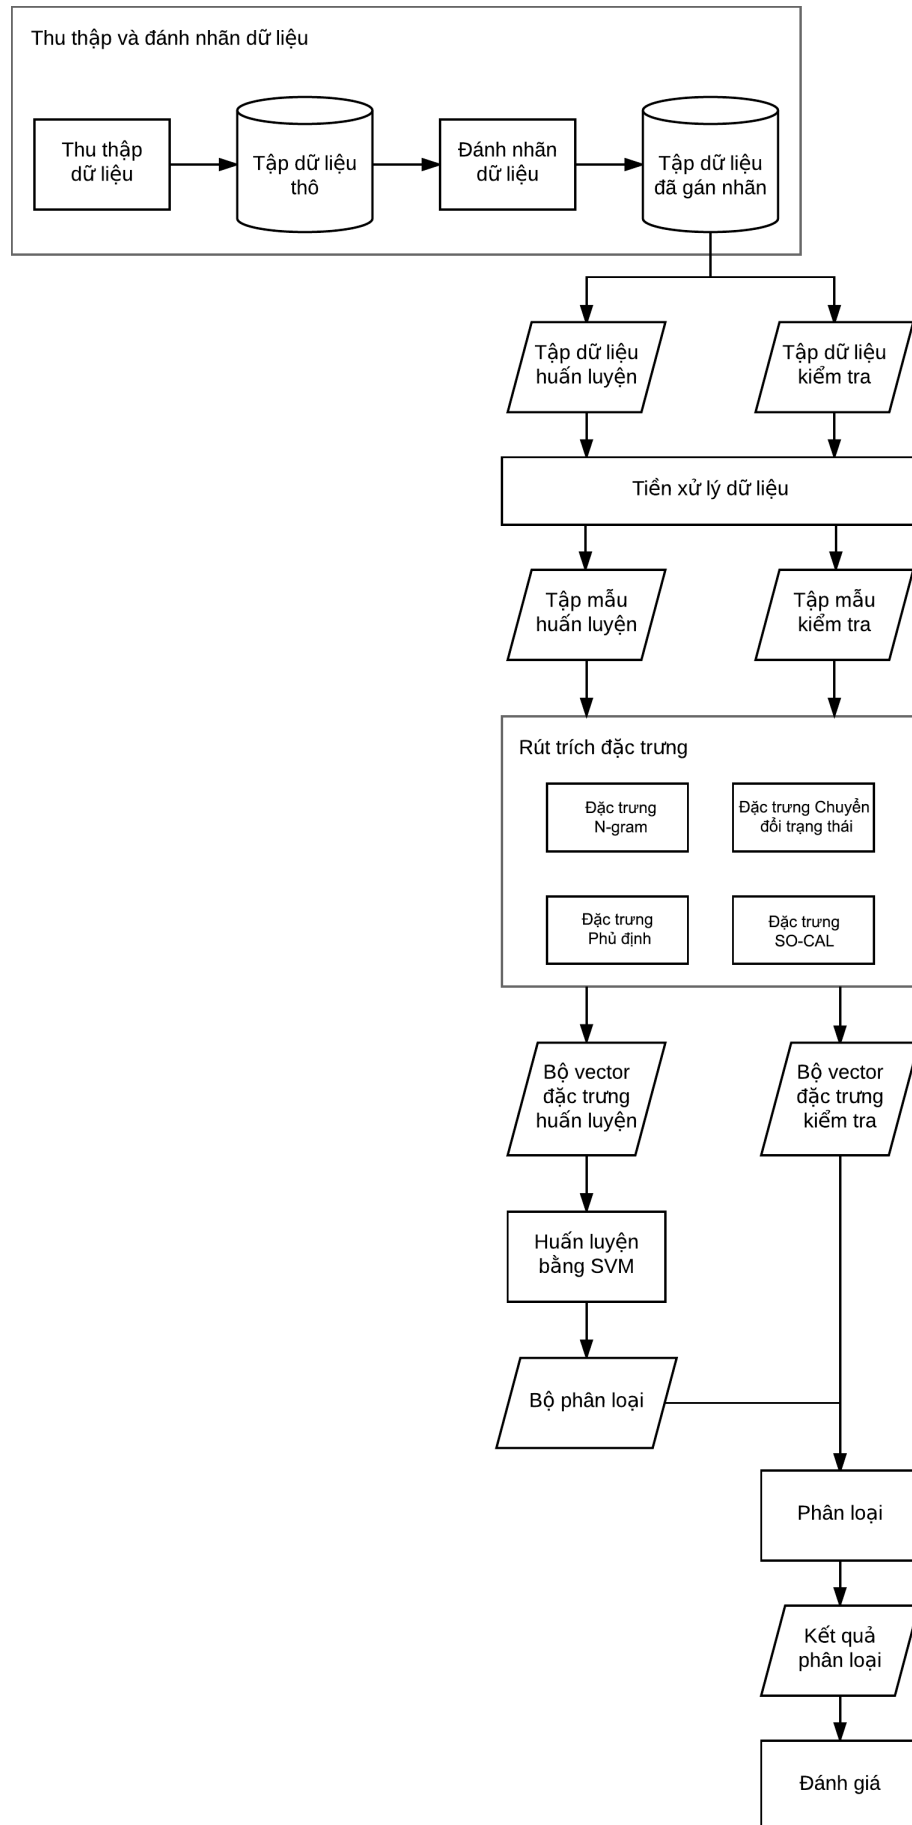 Thu thập và đánh nhãn dữ liệu
Thu thập
dữ liệu
Tập dữ liệu
thô
Đánh nhãn
dữ liệu
Tập dữ liệu
đã gán nhãn
Tập dữ liệu
huấn luyện
Tập dữ liệu
kiểm tra
Tiền xử lý dữ liệu
Tập mẫu
huấn luyện
Tập mẫu
kiểm tra
Rút trích đặc trưng
Đặc trưng
N-gram
Đặc trưng Chuyển
đổi trạng thái
Đặc trưng
Phủ định
Đặc trưng
SO-CAL
Bộ vector
đặc trưng
huấn luyện
Bộ vector
đặc trưng
kiểm tra
Huấn luyện
bằng SVM
Bộ phân loại
Phân loại
Kết quả
phân loại
Đánh giá